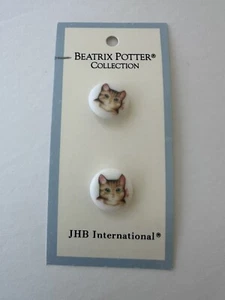 BEATRIX POTTER®
COLLECTION
JHB International®